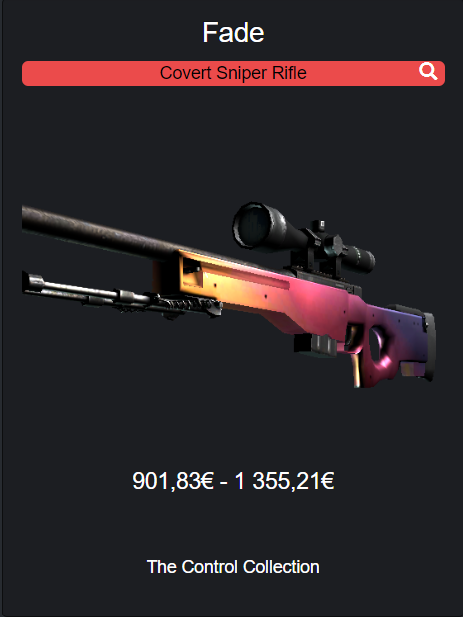 Fade
Covert Sniper Rifle
901,83€ - 1 355,21€
The Control Collection